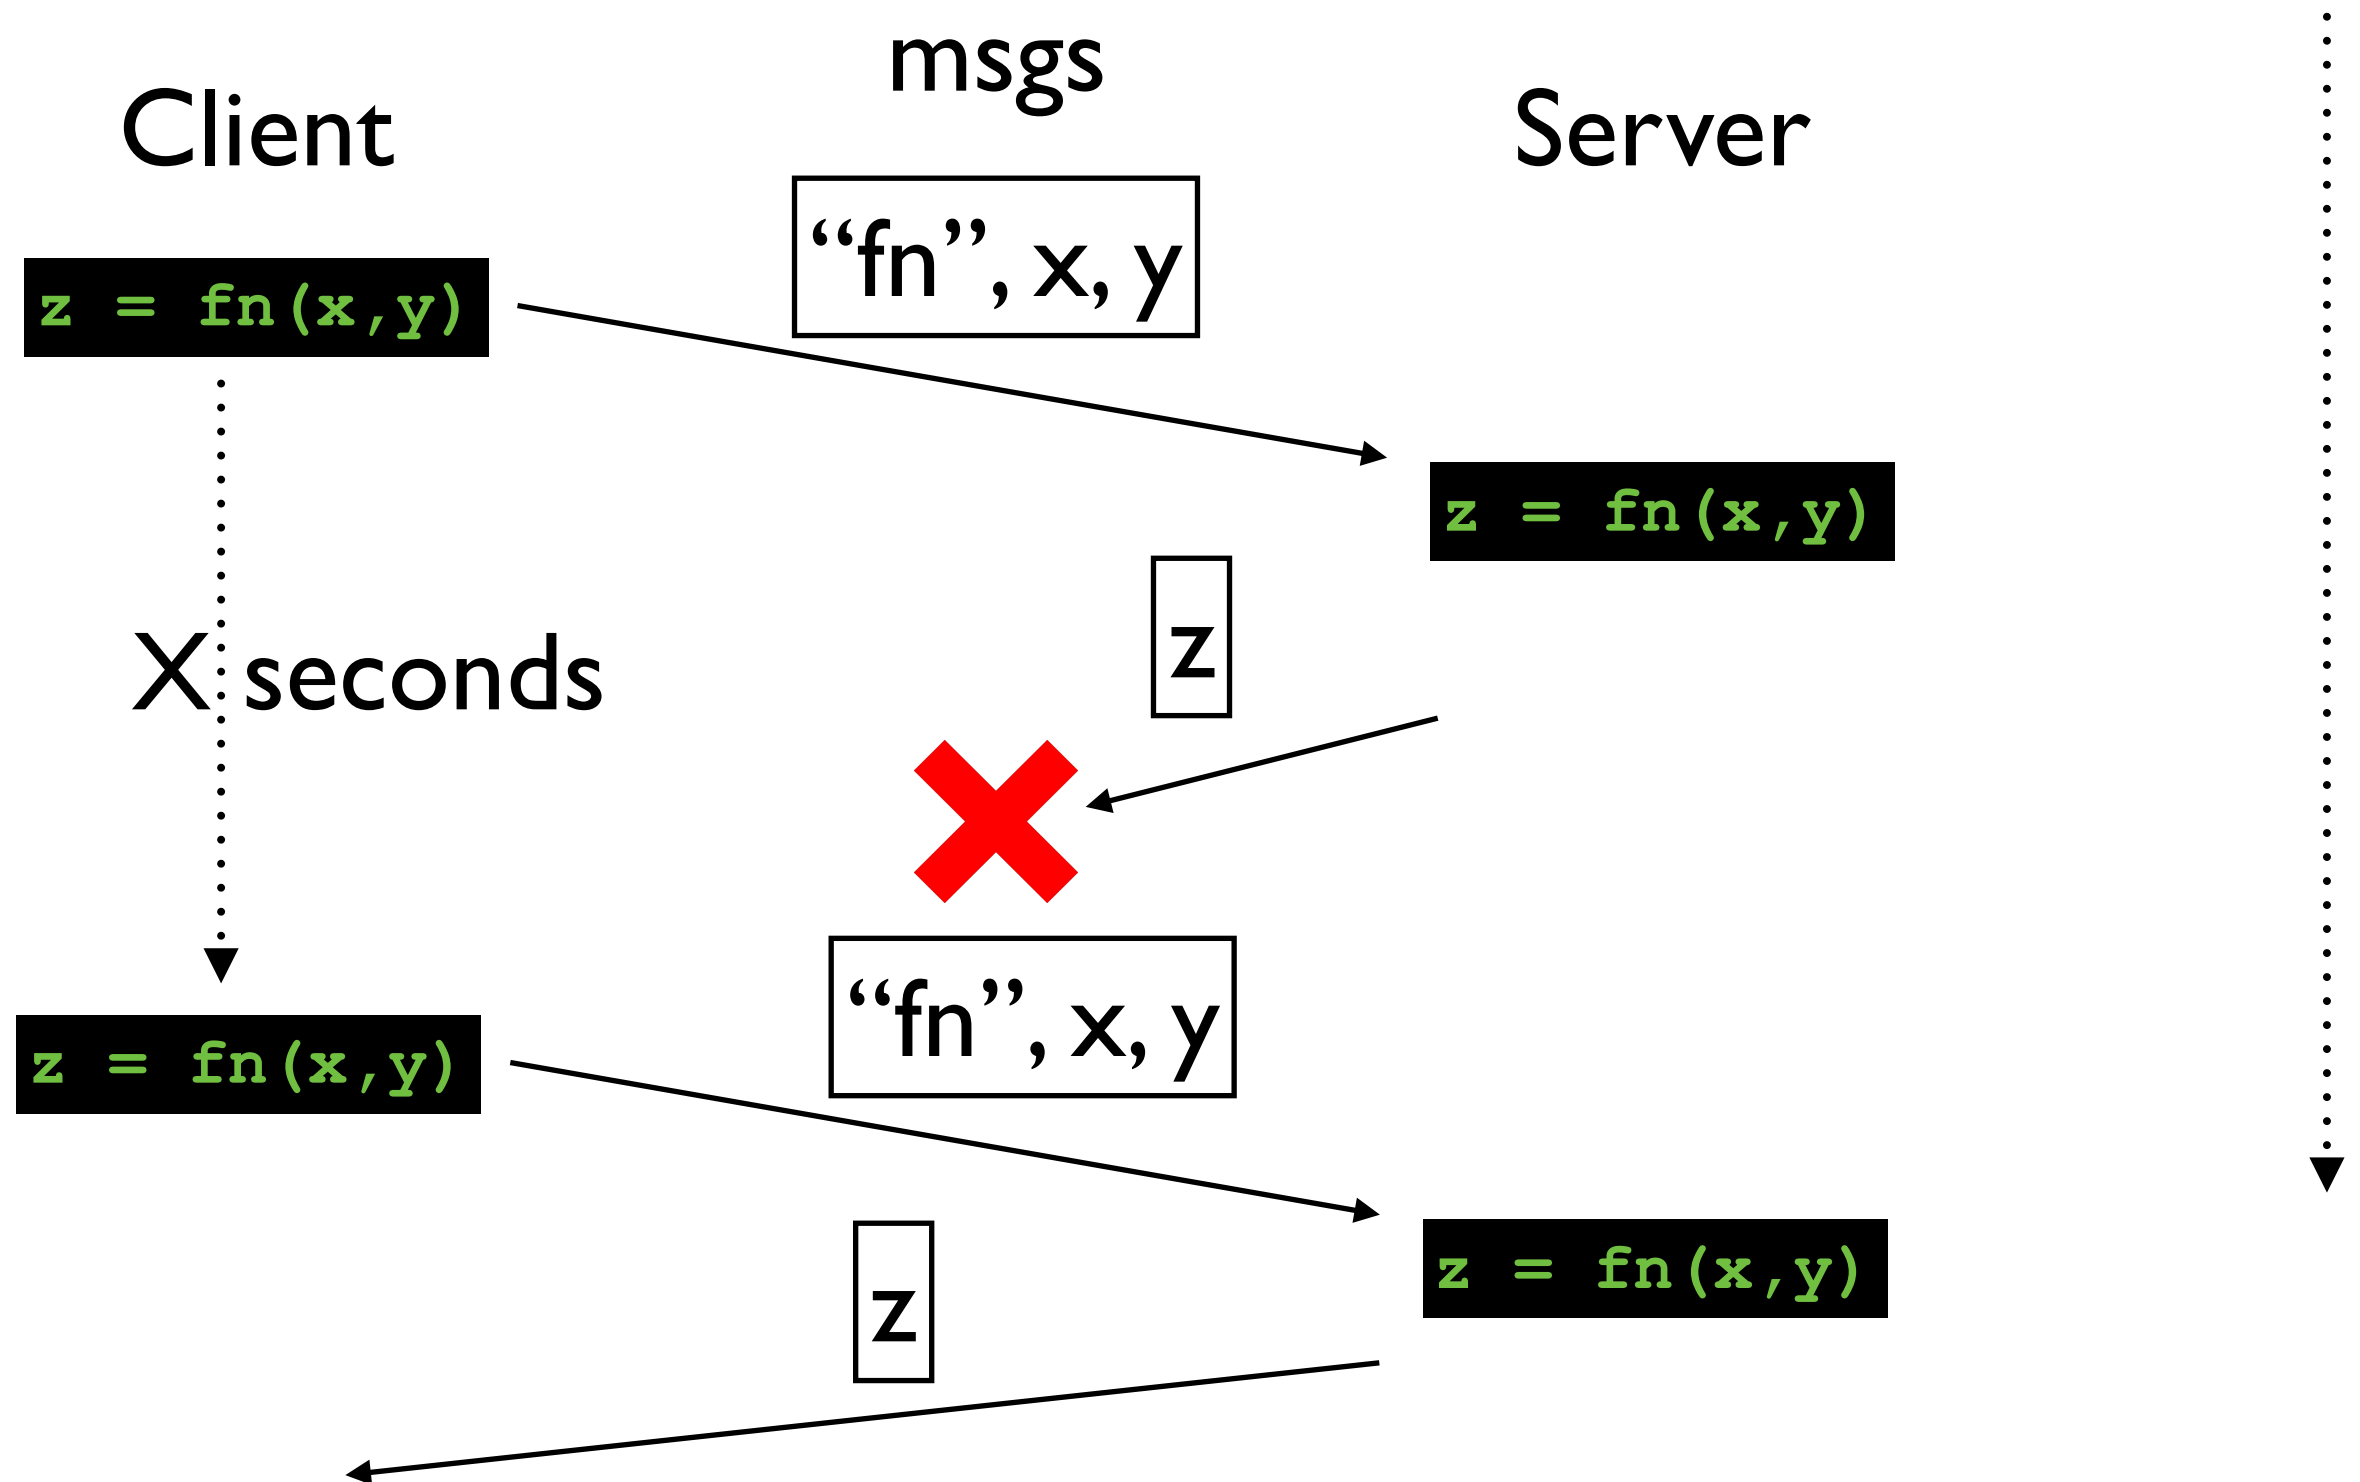 msgs
Client
Server
“fn”, x, y
z = fn(x,y)
z = fn(x,y)
z
X seconds
“fn”, x, y
z = fn(x,y)
z = fn(x,y)
z